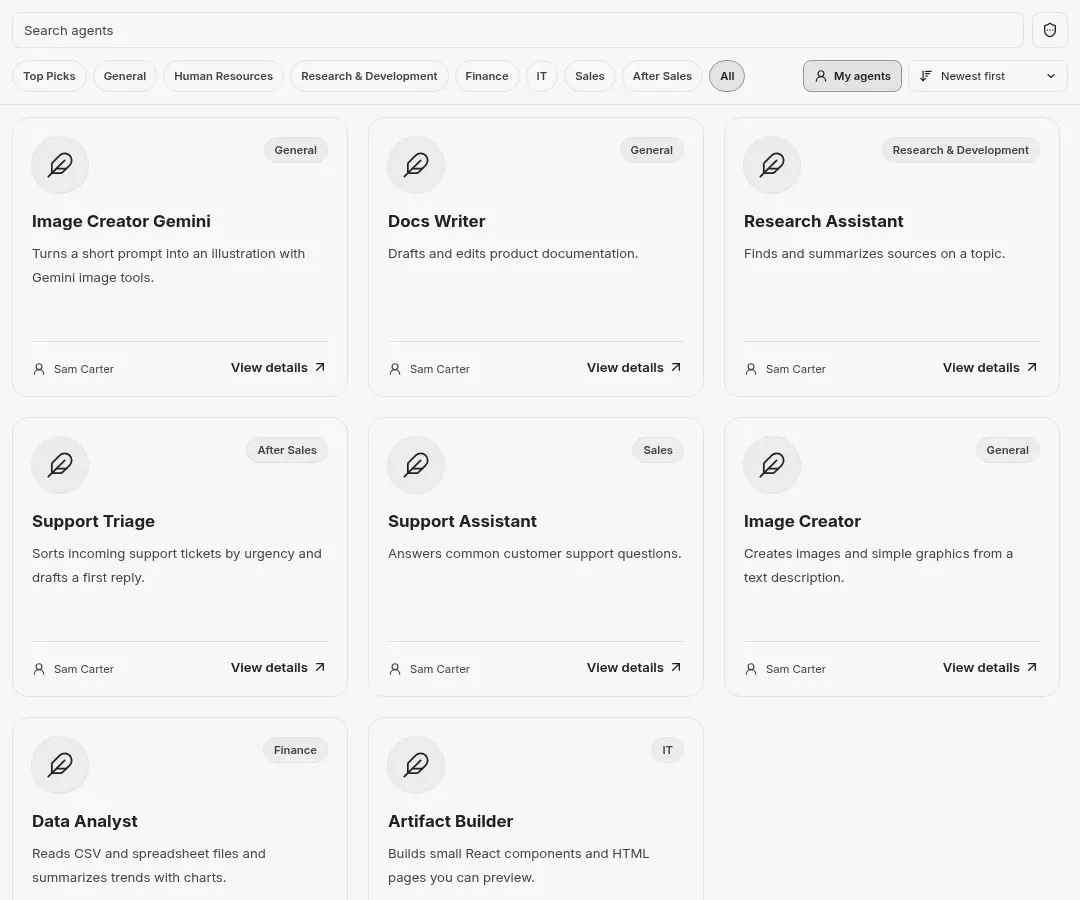 Search agents
Top Picks
General
Human Resources
Research & Development
Finance
IT
Sales
After Sales
All
My agents
Newest first
General
Image Creator Gemini
Turns a short prompt into an illustration with
Gemini image tools.
Sam Carter
View details
General
Docs Writer
Drafts and edits product documentation.
Sam Carter
View details
Research & Development
Research Assistant
Finds and summarizes sources on a topic.
Sam Carter
View details
After Sales
Support Triage
Sorts incoming support tickets by urgency and
drafts a first reply.
Sam Carter
View details
Sales
Support Assistant
Answers common customer support questions.
Sam Carter
View details
General
Image Creator
Creates images and simple graphics from a
text description.
Sam Carter
View details
Finance
Data Analyst
Reads CSV and spreadsheet files and
summarizes trends with charts.
IT
Artifact Builder
Builds small React components and HTML
pages you can preview.